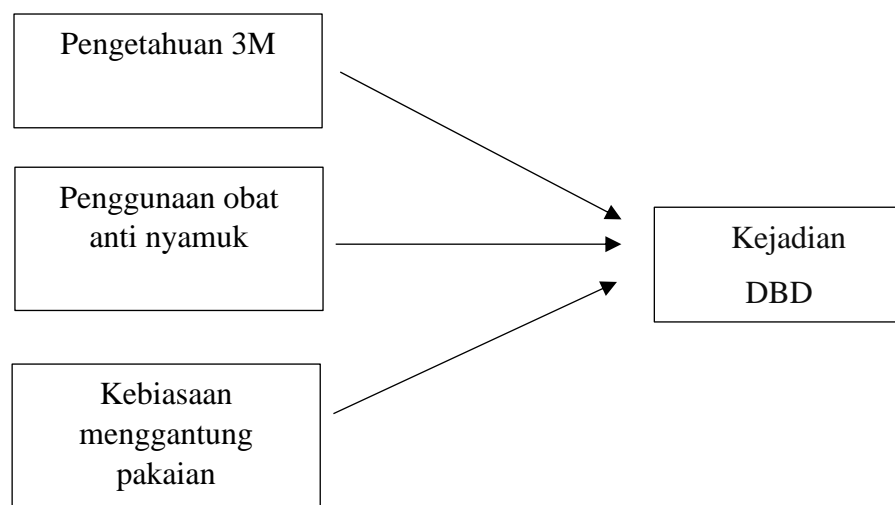 Pengetahuan 3M
Penggunaan obat
anti nyamuk
Kejadian
DBD
Kebiasaan
menggantung
pakaian